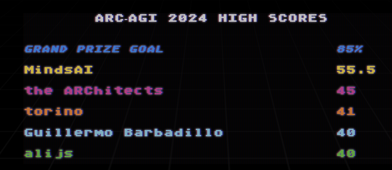 ARC-AGI 2024 HIGH SCORES
GRAND PRIZE GOAL 85%
MindsAI 55.5
the ARChitects 45
torino 41
Guillermo Barbadillo 40
alijs 40